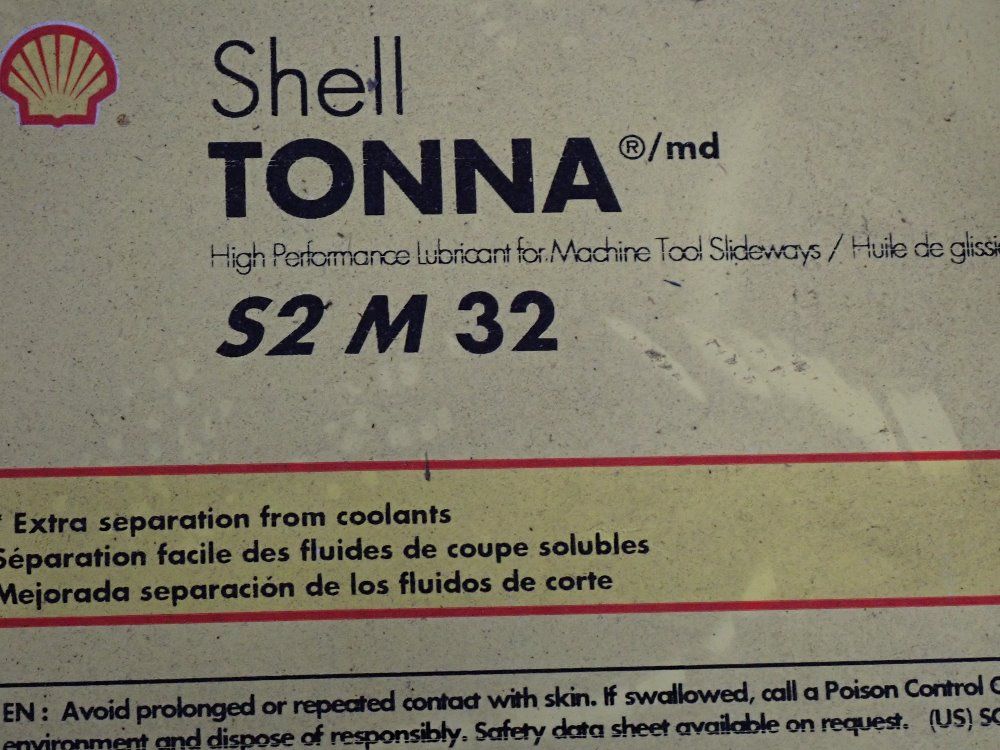 Shell
TONNA®/md
High Performance Lubricant for Machine Tool Slideways / Huile de
S2 M 32
* Extra separation from coolants
Séparation facile des fluides de coupe solubles
Mejorada separación de los fluidos de corte
EN : Avoid prolonged or repeated contact with skin. If swallowed, call a Poison Control
environment and dispose of responsibly. Safety data sheet available on request. (US)